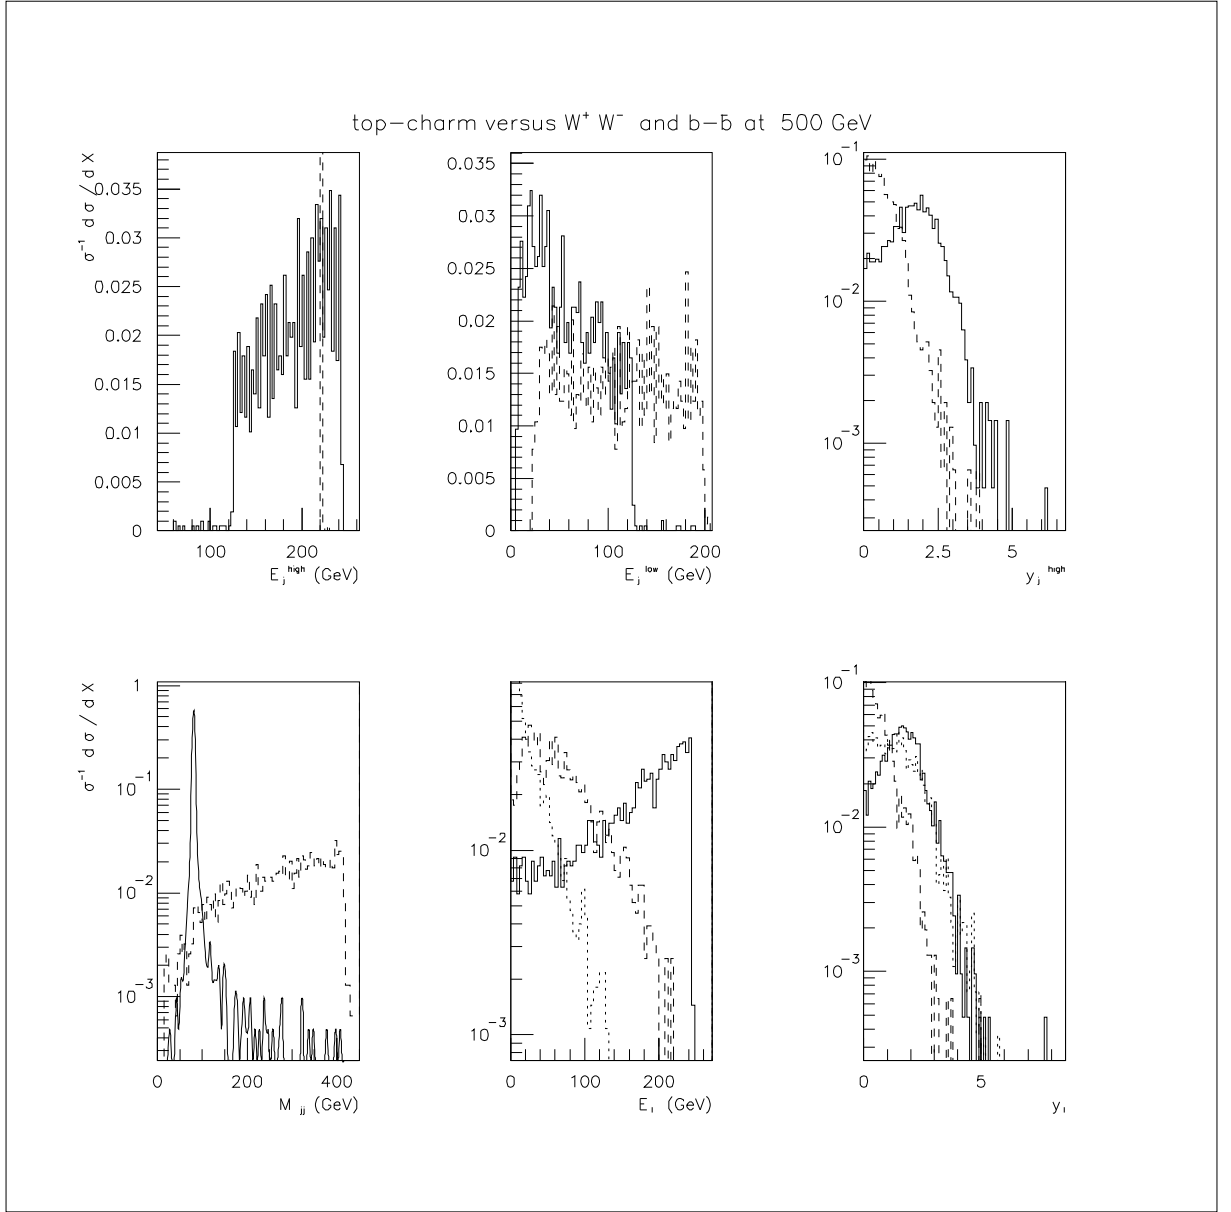 top−charm versus W⁺ W⁻ and b−b̄ at 500 GeV
σ⁻¹ dσ/dX
0.035
0.03
0.025
0.02
0.015
0.01
0.005
0
100 200
E_j^high (GeV)
0.035
0.03
0.025
0.02
0.015
0.01
0.005
0
0 100 200
E_j^low (GeV)
10⁻¹
10⁻²
10⁻³
0 2.5 5
y_j^high
σ⁻¹ dσ/dX
1
10⁻¹
10⁻²
10⁻³
0 200 400
M_jj (GeV)
10⁻²
10⁻³
0 100 200
E_l (GeV)
10⁻¹
10⁻²
10⁻³
0 5
y_l